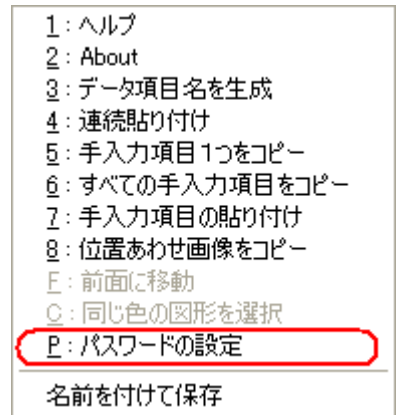 1 : ヘルプ
2 : About
3 : データ項目名を生成
4 : 連続貼り付け
5 : 手入力項目1つをコピー
6 : すべての手入力項目をコピー
7 : 手入力項目の貼り付け
8 : 位置あわせ画像をコピー
F : 前面に移動
C : 同じ色の図形を選択
P : パスワードの設定
名前を付けて保存